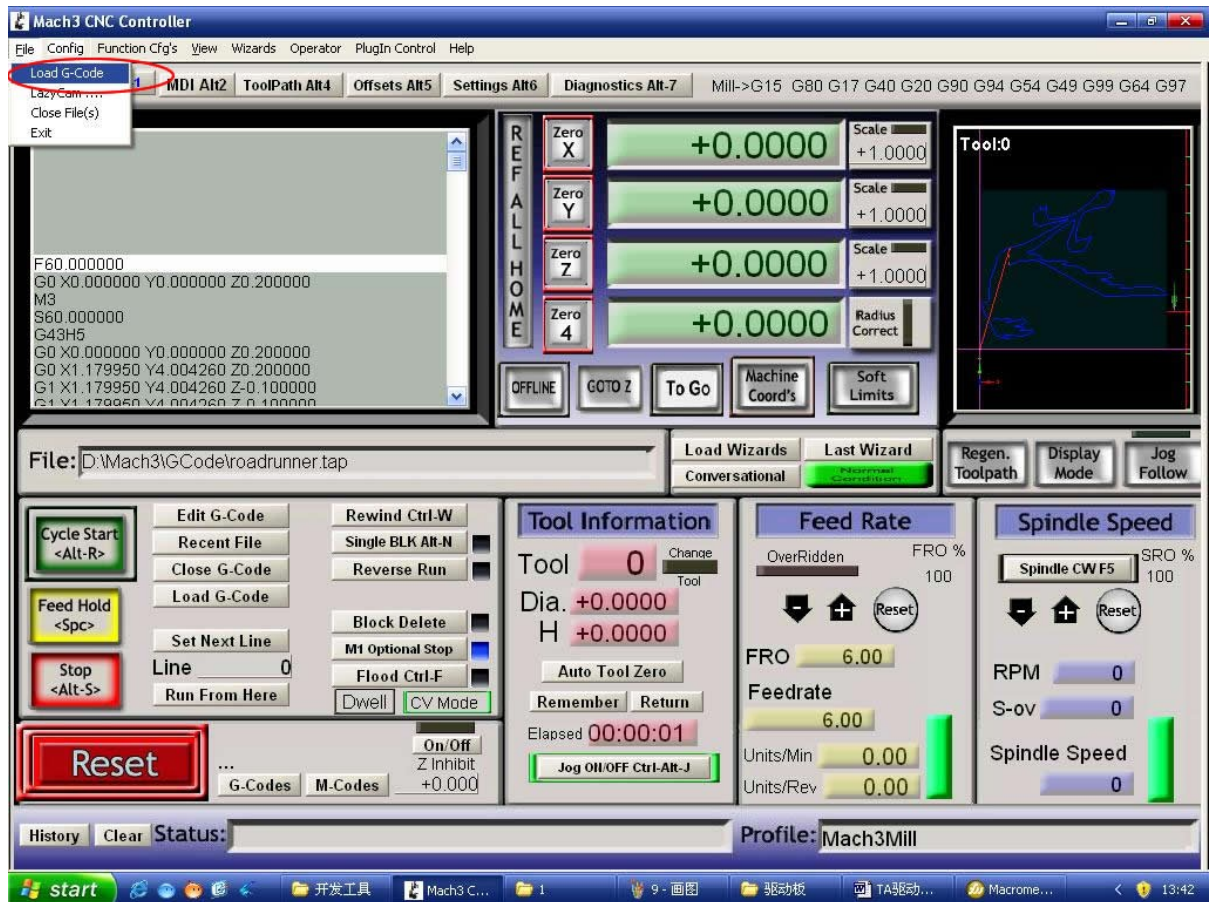 Mach3 CNC Controller
File Config Function Cfg's View Wizards Operator PlugIn Control Help
Load G-Code
LazyCam ....
Close File(s)
Exit
1 MDI Alt2 ToolPath Alt4 Offsets Alt5 Settings Alt6 Diagnostics Alt-7 Mill->G15 G80 G17 G40 G20 G90 G94 G54 G49 G99 G64 G97
F60.000000
G0 X0.000000 Y0.000000 Z0.200000
M3
S60.000000
G43H5
G0 X0.000000 Y0.000000 Z0.200000
G0 X1.179950 Y4.004260 Z0.200000
G1 X1.179950 Y4.004260 Z-0.100000
G1 X1.179950 Y4.004260 Z-0.100000
REF ALL HOME
Zero X +0.0000 Scale +1.0000
Zero Y +0.0000 Scale +1.0000
Zero Z +0.0000 Scale +1.0000
Zero 4 +0.0000 Radius Correct
OFFLINE GOTO Z To Go Machine Coord's Soft Limits
Tool:0
File: D:\Mach3\GCode\roadrunner.tap
Load Wizards Last Wizard
Conversational Normal Condition
Regen. Toolpath Display Mode Jog Follow
Cycle Start <Alt-R>
Feed Hold <Spc>
Stop <Alt-S>
Edit G-Code
Recent File
Close G-Code
Load G-Code
Set Next Line
Line 0
Run From Here
Rewind Ctrl-W
Single BLK Alt-N
Reverse Run
Block Delete
M1 Optional Stop
Flood Ctrl-F
Dwell CV Mode
Reset
...
G-Codes M-Codes
On/Off
Z Inhibit
+0.000
Tool Information
Tool 0 Change Tool
Dia. +0.0000
H +0.0000
Auto Tool Zero
Remember Return
Elapsed 00:00:01
Jog ON/OFF Ctrl-Alt-J
Feed Rate
OverRidden FRO %
100
Reset
FRO 6.00
Feedrate
6.00
Units/Min 0.00
Units/Rev 0.00
Spindle Speed
Spindle CW F5 SRO %
100
Reset
RPM 0
S-ov 0
Spindle Speed
0
History Clear Status:
Profile: Mach3Mill
start 开发工具 Mach3 C... 1 9 - 画图 驱动板 TA驱动... Macrome... 13:42